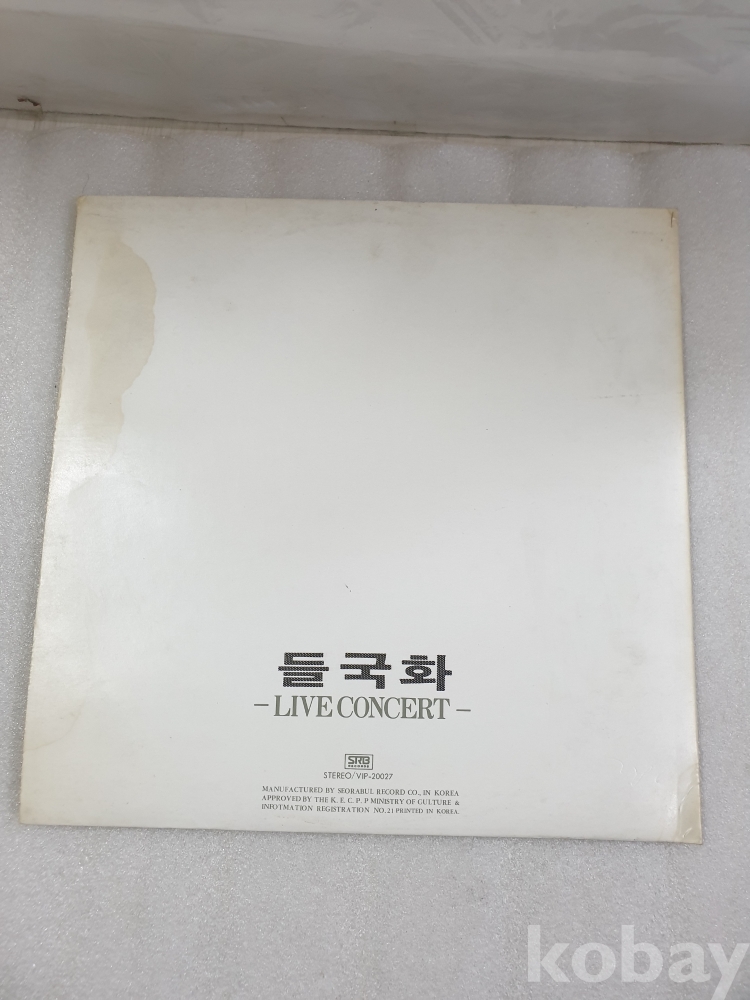 들국화
– LIVE CONCERT –
SRB
RECORDS
STEREO/VIP-20027
MANUFACTURED BY SEORABUL RECORD CO., IN KOREA
APPROVED BY THE K. E. C. P. P MINISTRY OF CULTURE &
INFOTMATION REGISTRATION NO. 21 PRINTED IN KOREA.
kobay